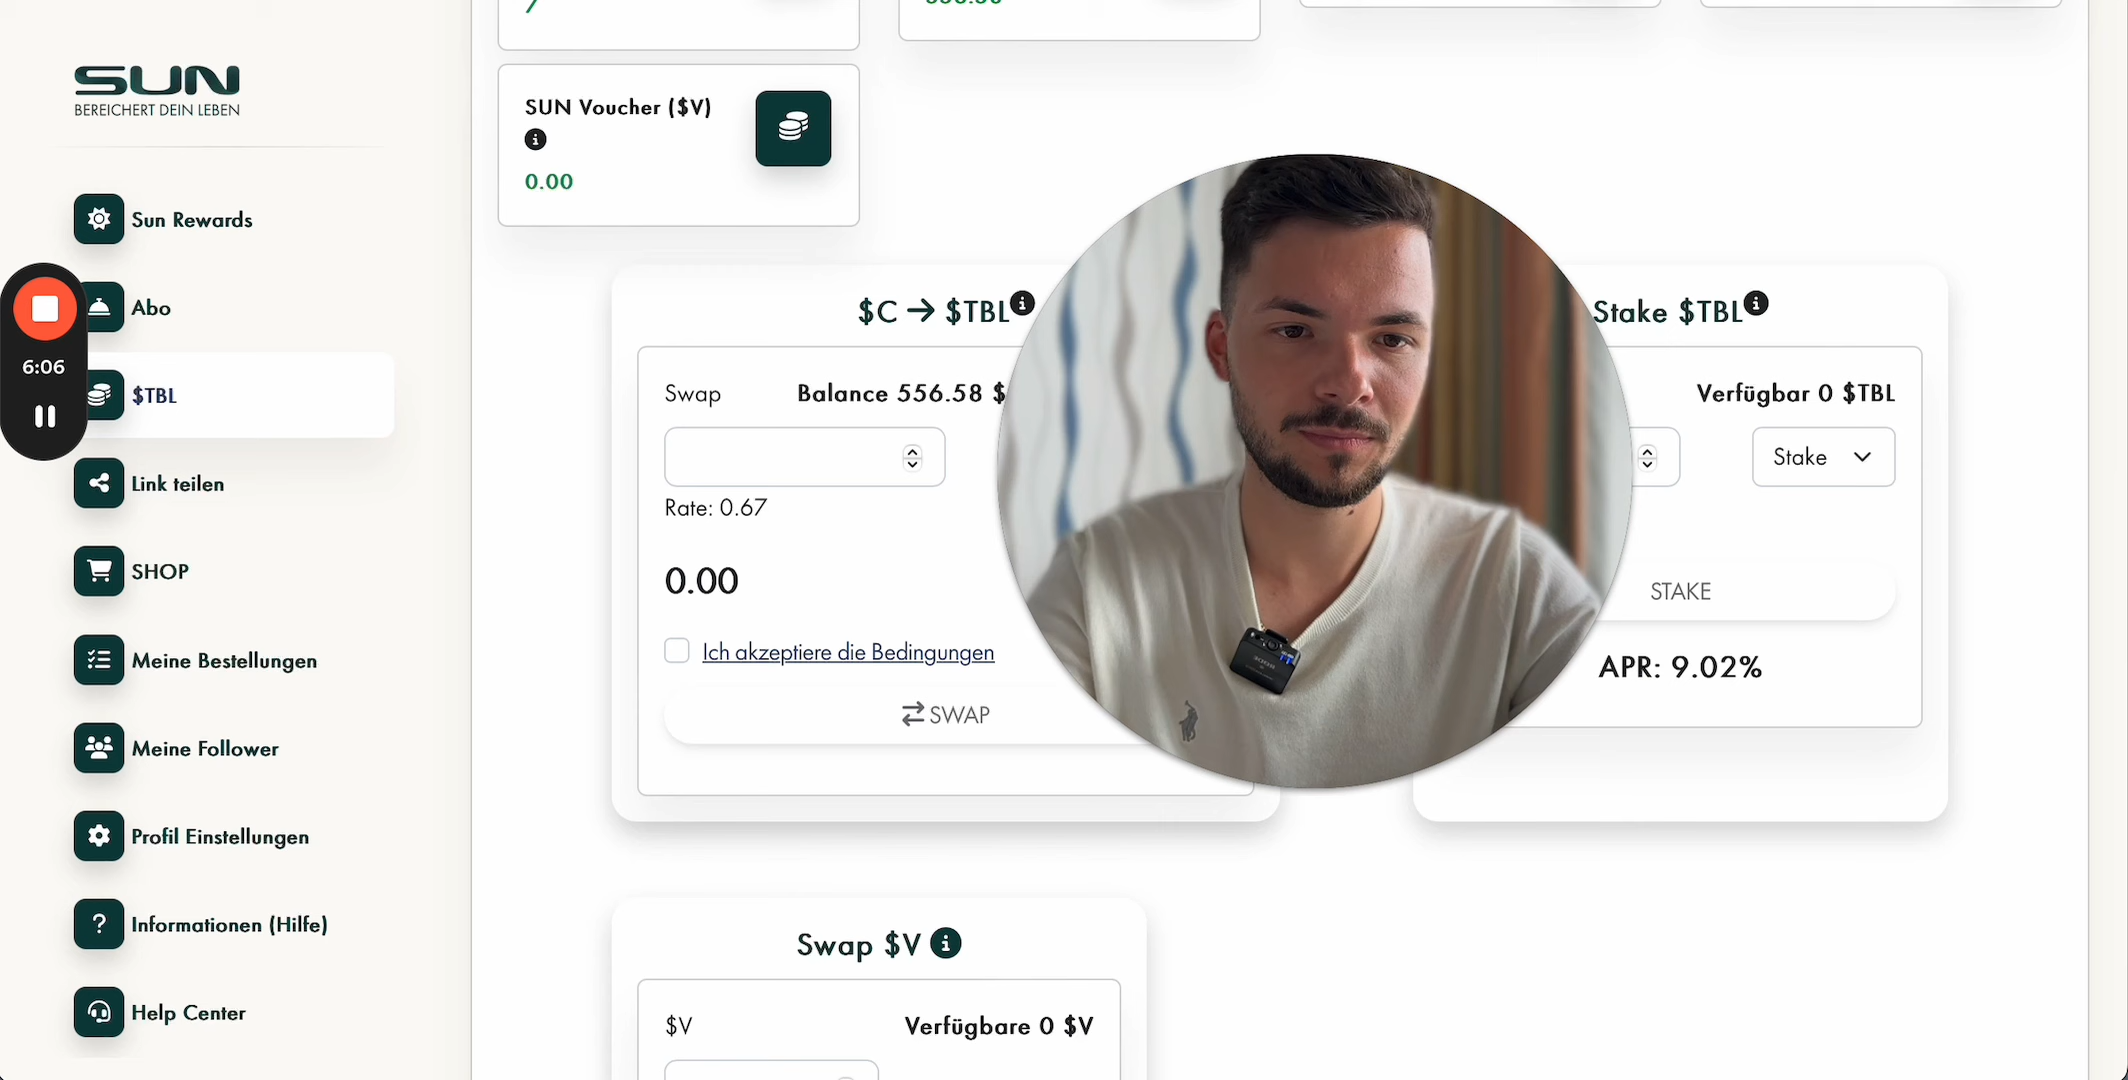 SUN
BEREICHERT DEIN LEBEN
Sun Rewards
Abo
$TBL
Link teilen
SHOP
Meine Bestellungen
Meine Follower
Profil Einstellungen
Informationen (Hilfe)
Help Center
6:06
SUN Voucher ($V)
0.00
$C → $TBL
Swap
Balance 556.58 $
Rate: 0.67
0.00
Ich akzeptiere die Bedingungen
SWAP
Stake $TBL
Verfügbar 0 $TBL
Stake
STAKE
APR: 9.02%
Swap $V
$V
Verfügbare 0 $V